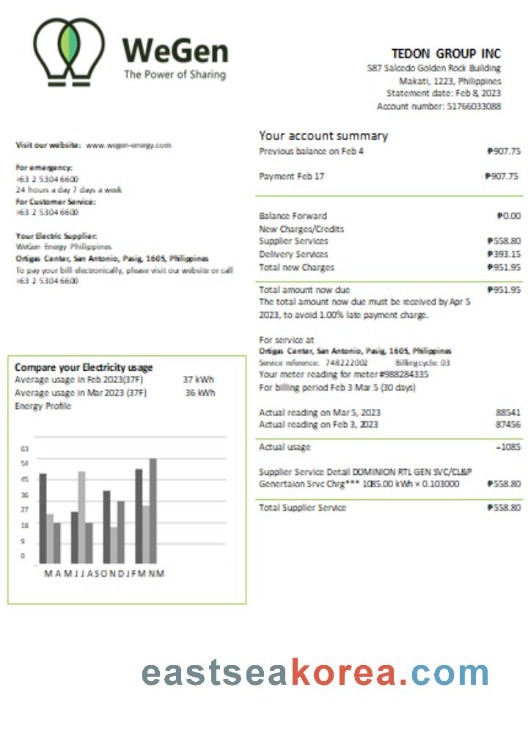 WeGen
The Power of Sharing
TEDON GROUP INC
587 Salcedo Golden Rock Building
Makati, 1223, Philippines
Statement date: Feb 8, 2023
Account number: 51766033088
Visit our website: www.wegen-energy.com
For emergency:
+63 2 5304 6600
24 hours a day 7 days a week
For Customer Service:
+63 2 5304 6600
Your Electric Supplier:
WeGen Energy Philippines
Ortigas Center, San Antonio, Pasig, 1605, Philippines
To pay your bill electronically, please visit our website or call
+63 2 5304 6600
Your account summary
Previous balance on Feb 4 ₱907.75
Payment Feb 17 ₱907.75
Balance Forward ₱0.00
New Charges/Credits
Supplier Services ₱558.80
Delivery Services ₱393.15
Total new Charges ₱951.95
Total amount now due ₱951.95
The total amount now due must be received by Apr 5
2023, to avoid 1.00% late payment charge.
For service at
Ortigas Center, San Antonio, Pasig, 1605, Philippines
Service reference: 748222002 Billing cycle: 03
Your meter reading for meter #988284335
For billing period Feb 3-Mar 5 (30 days)
Actual reading on Mar 5, 2023 88541
Actual reading on Feb 3, 2023 87456
Actual usage =1085
Supplier Service Detail DOMINION RTL GEN SVC/CL&P
Genertaion Srvc Chrg*** 1085.00 kWh × 0.103000 ₱558.80
Total Supplier Service ₱558.80
Compare your Electricity usage
Average usage in Feb 2023(37F) 37 kWh
Average usage in Mar 2023 (37F) 36 kWh
Energy Profile
63
54
45
36
27
18
9
0
M A M J J A S O N D J F M N M
eastseakorea.com